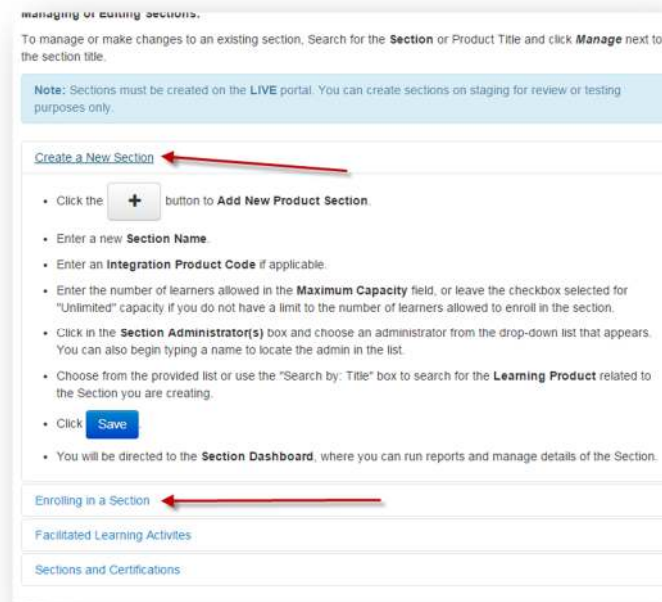 Managing or Editing Sections:
To manage or make changes to an existing section, Search for the Section or Product Title and click Manage next to
the section title.
Note: Sections must be created on the LIVE portal. You can create sections on staging for review or testing
purposes only.
Create a New Section
• Click the + button to Add New Product Section.
• Enter a new Section Name.
• Enter an Integration Product Code if applicable.
• Enter the number of learners allowed in the Maximum Capacity field, or leave the checkbox selected for
"Unlimited" capacity if you do not have a limit to the number of learners allowed to enroll in the section.
• Click in the Section Administrator(s) box and choose an administrator from the drop-down list that appears.
You can also begin typing a name to locate the admin in the list.
• Choose from the provided list or use the "Search by: Title" box to search for the Learning Product related to
the Section you are creating.
• Click Save.
• You will be directed to the Section Dashboard, where you can run reports and manage details of the Section.
Enrolling in a Section
Facilitated Learning Activites
Sections and Certifications